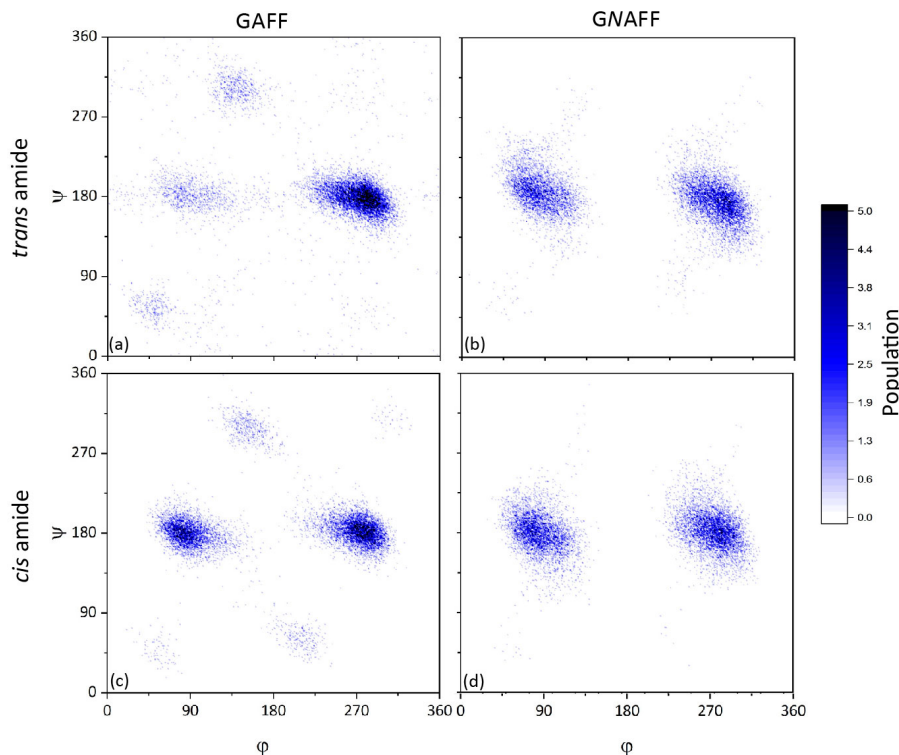 GAFF
GNAFF
trans amide
ψ
360
270
180
90
0
(a)
(b)
cis amide
ψ
360
270
180
90
0
(c)
(d)
0
90
180
270
360
0
90
180
270
360
φ
φ
5.0
4.4
3.8
3.1
2.5
1.9
1.3
0.6
0.0
Population